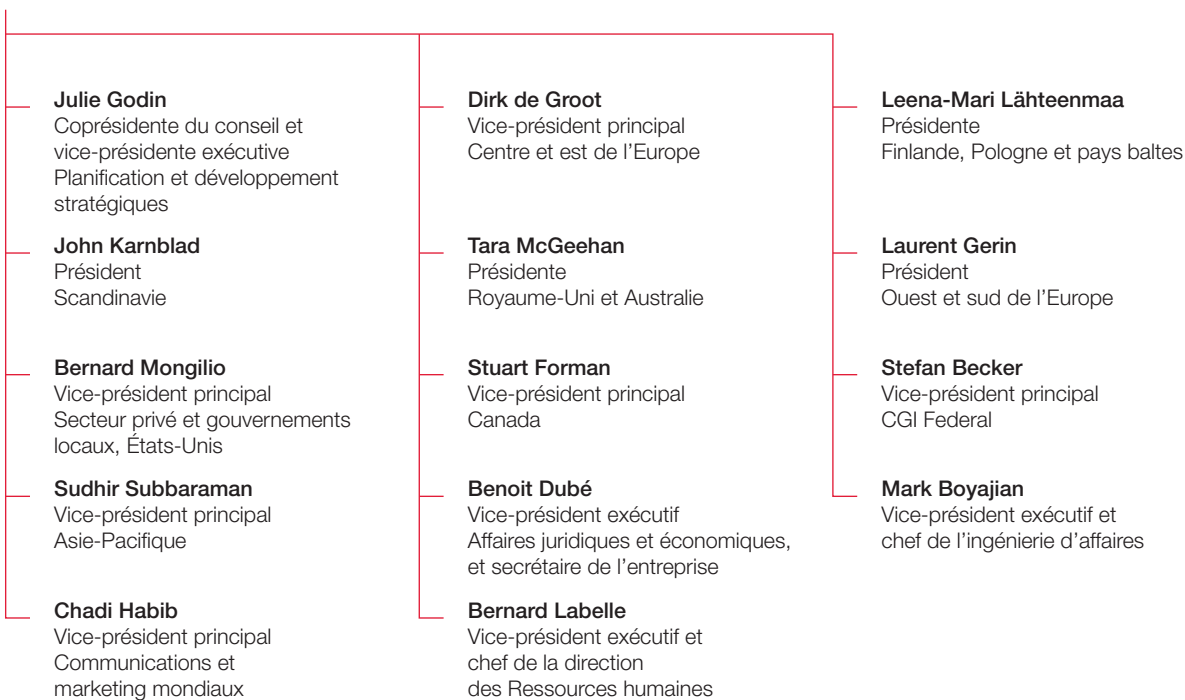 Julie Godin
Coprésidente du conseil et
vice-présidente exécutive
Planification et développement
stratégiques
John Karnblad
Président
Scandinavie
Bernard Mongilio
Vice-président principal
Secteur privé et gouvernements
locaux, États-Unis
Sudhir Subbaraman
Vice-président principal
Asie-Pacifique
Chadi Habib
Vice-président principal
Communications et
marketing mondiaux
Dirk de Groot
Vice-président principal
Centre et est de l’Europe
Tara McGeehan
Présidente
Royaume-Uni et Australie
Stuart Forman
Vice-président principal
Canada
Benoit Dubé
Vice-président exécutif
Affaires juridiques et économiques,
et secrétaire de l’entreprise
Bernard Labelle
Vice-président exécutif et
chef de la direction
des Ressources humaines
Leena-Mari Lähteenmaa
Présidente
Finlande, Pologne et pays baltes
Laurent Gerin
Président
Ouest et sud de l’Europe
Stefan Becker
Vice-président principal
CGI Federal
Mark Boyajian
Vice-président exécutif et
chef de l’ingénierie d’affaires